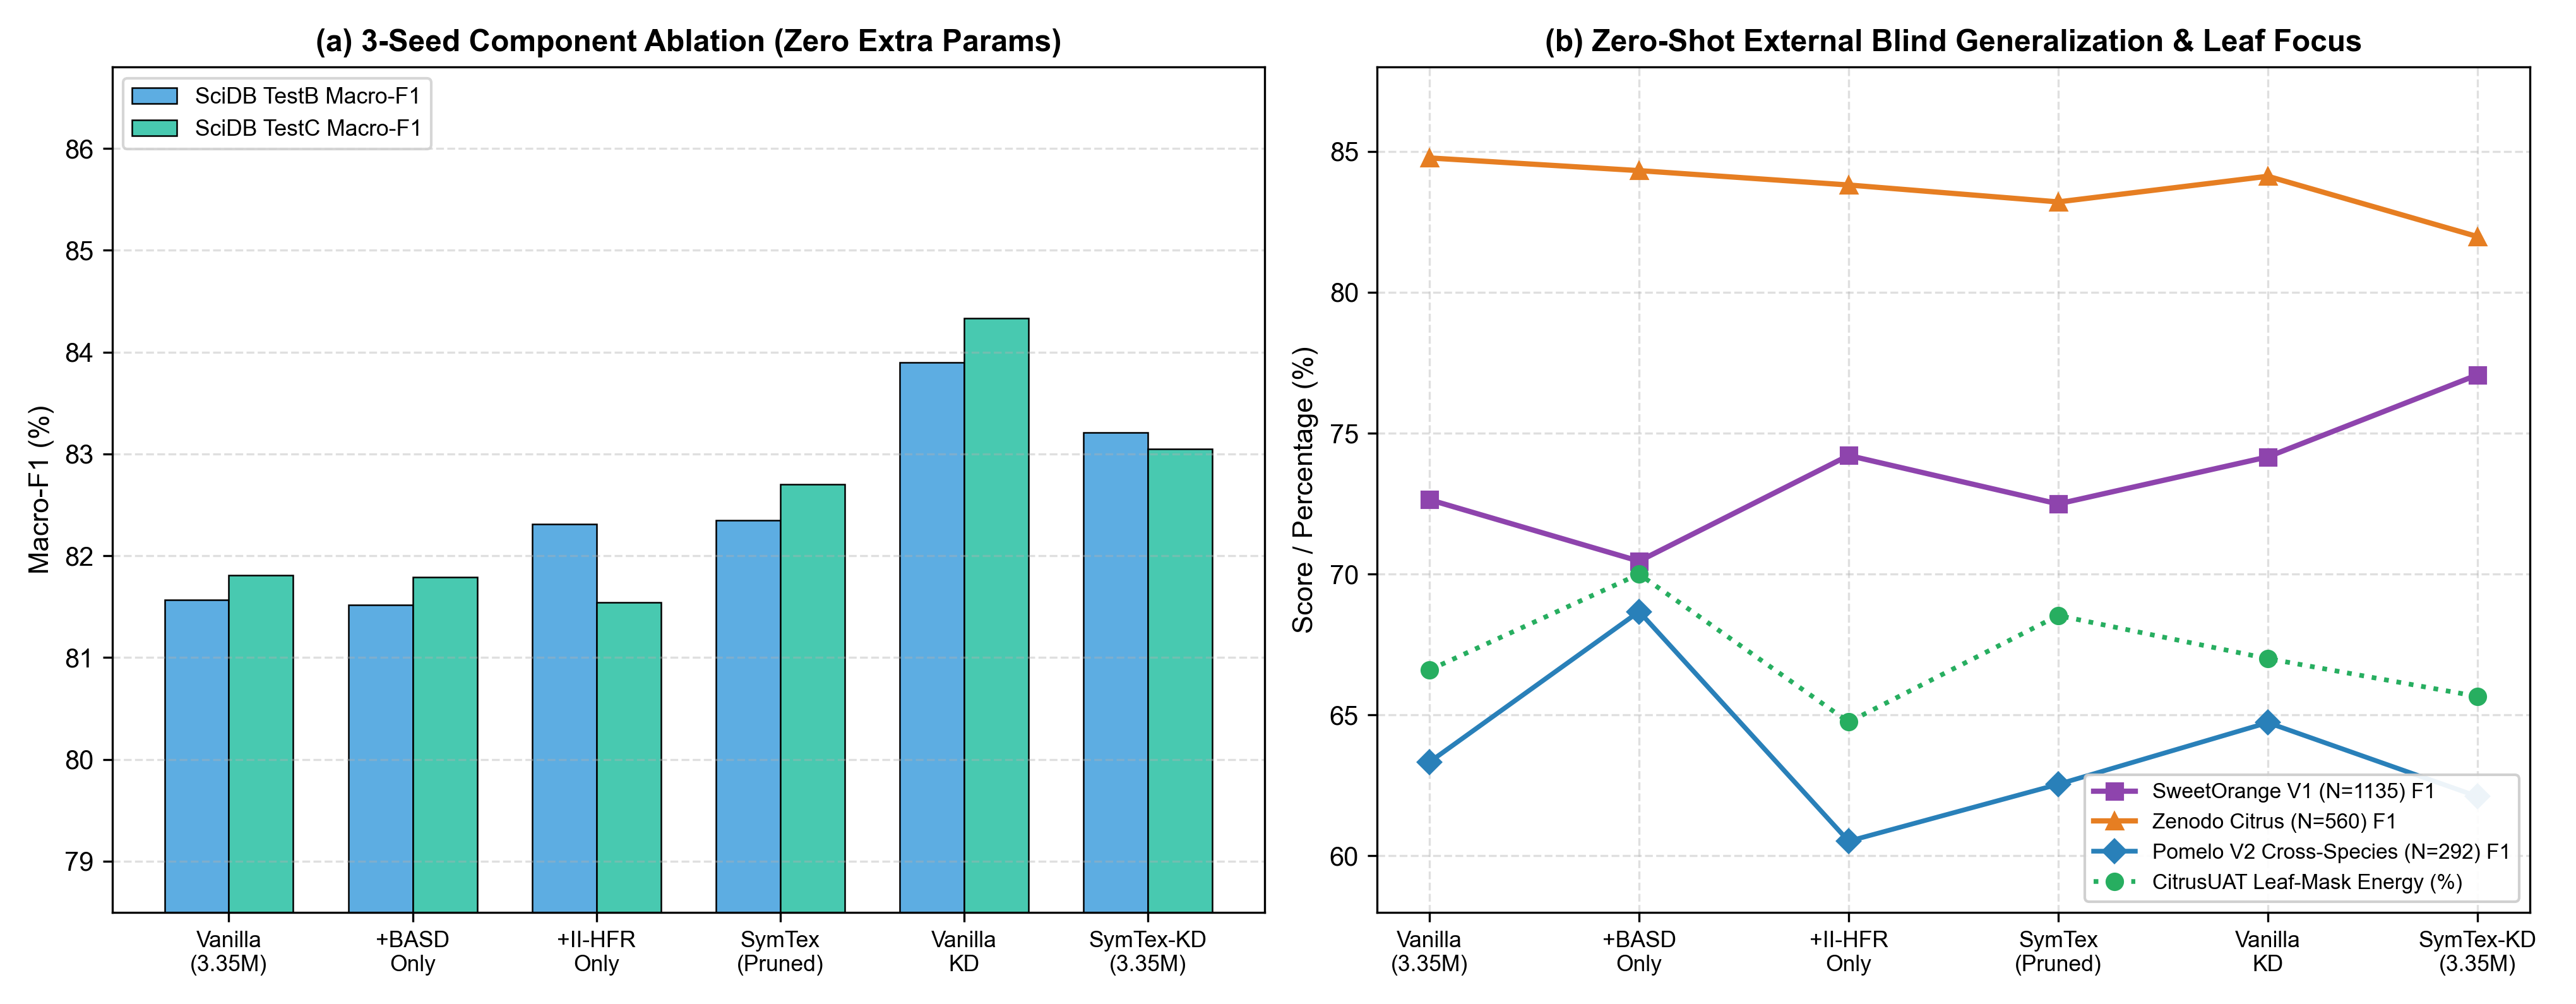 (a) 3-Seed Component Ablation (Zero Extra Params)
SciDB TestB Macro-F1
SciDB TestC Macro-F1
Macro-F1 (%)
86
85
84
83
82
81
80
79
Vanilla
(3.35M)
+BASD
Only
+II-HFR
Only
SymTex
(Pruned)
Vanilla
KD
SymTex-KD
(3.35M)
(b) Zero-Shot External Blind Generalization & Leaf Focus
Score / Percentage (%)
85
80
75
70
65
60
SweetOrange V1 (N=1135) F1
Zenodo Citrus (N=560) F1
Pomelo V2 Cross-Species (N=292) F1
CitrusUAT Leaf-Mask Energy (%)
Vanilla
(3.35M)
+BASD
Only
+II-HFR
Only
SymTex
(Pruned)
Vanilla
KD
SymTex-KD
(3.35M)